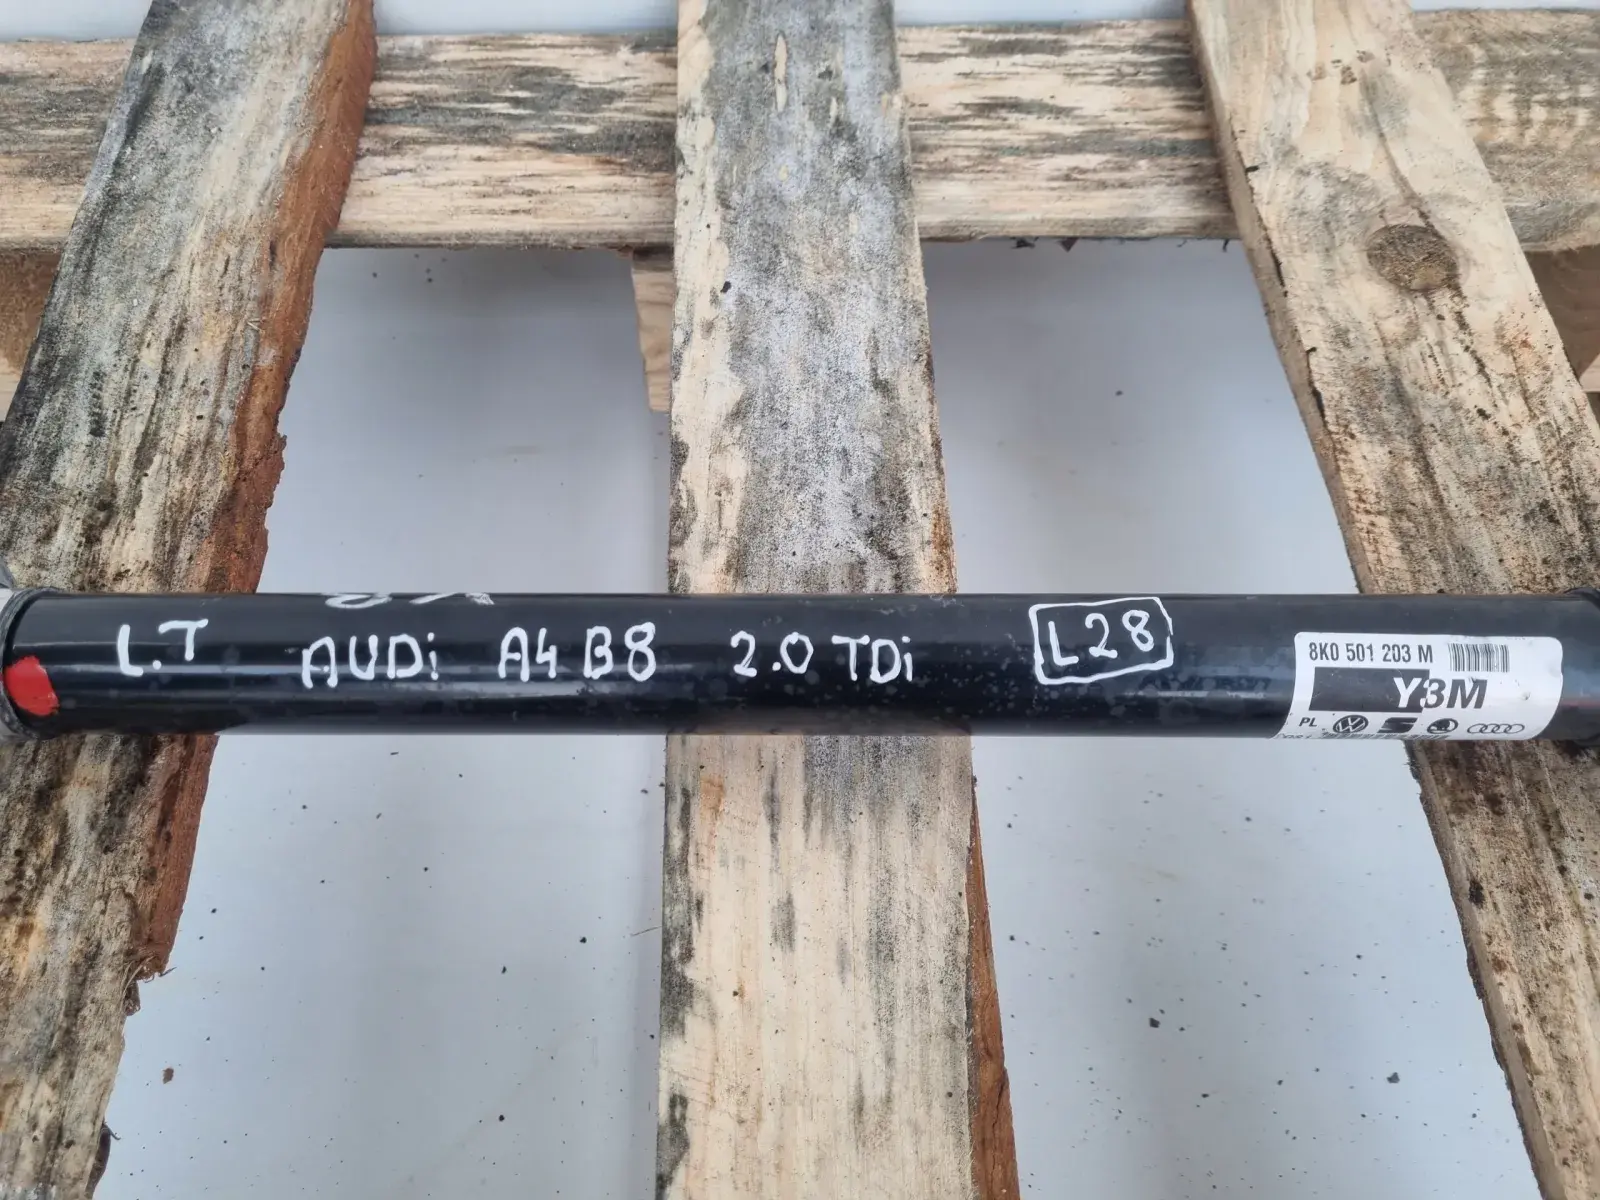 L.T AUDi A4 B8 2.0 TDi L28
8K0 501 203 M
Y3M
PL